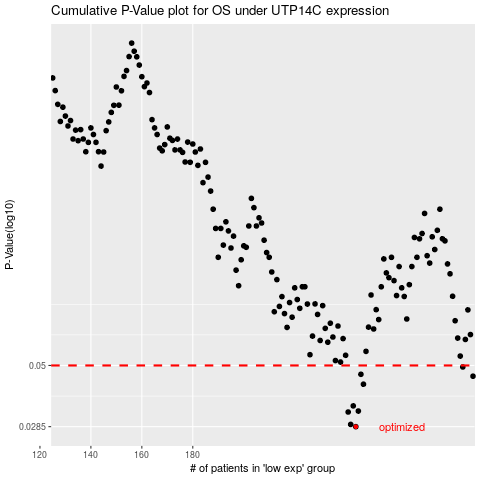 Cumulative P-Value plot for OS under UTP14C expression
P-Value(log10)
0.05
0.0285
optimized
120 140 160 180
# of patients in 'low exp' group